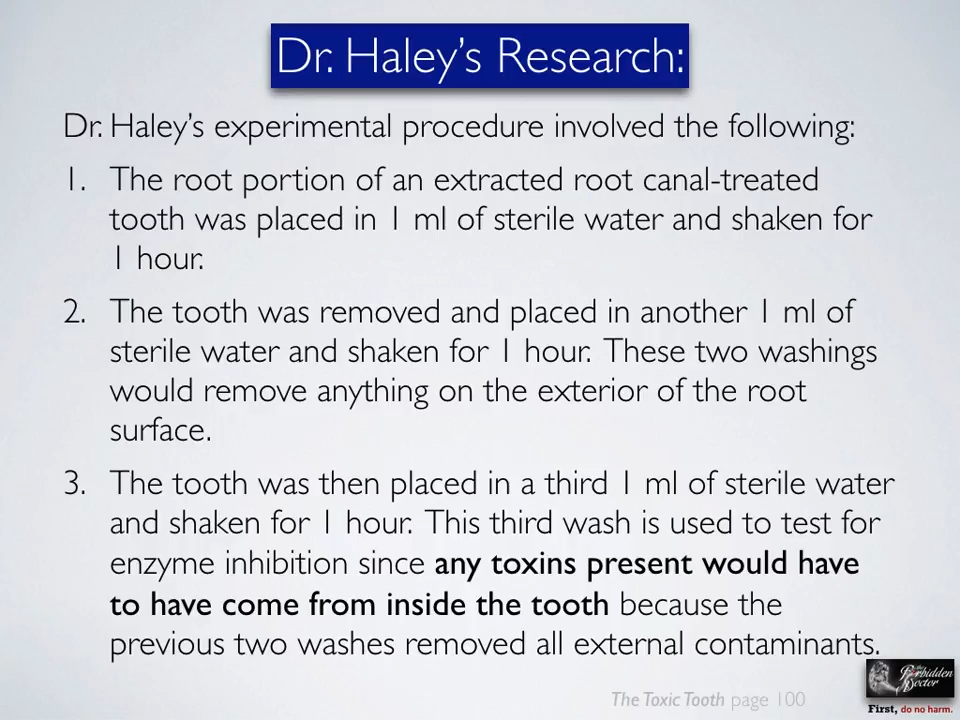 Dr. Haley's Research:
Dr. Haley's experimental procedure involved the following:
1. The root portion of an extracted root canal-treated
tooth was placed in 1 ml of sterile water and shaken for
1 hour.
2. The tooth was removed and placed in another 1 ml of
sterile water and shaken for 1 hour. These two washings
would remove anything on the exterior of the root
surface.
3. The tooth was then placed in a third 1 ml of sterile water
and shaken for 1 hour. This third wash is used to test for
enzyme inhibition since any toxins present would have
to have come from inside the tooth because the
previous two washes removed all external contaminants.
The Toxic Tooth page 100
the
Forbidden
Doctor
First, do no harm.